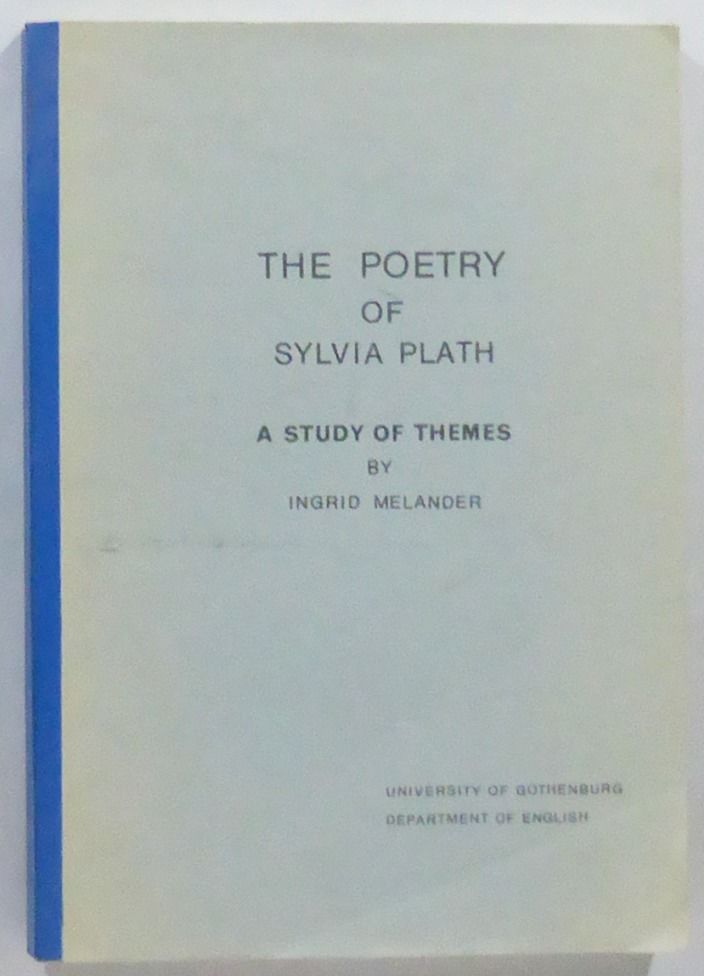 THE POETRY
OF
SYLVIA PLATH
A STUDY OF THEMES
BY
INGRID MELANDER
UNIVERSITY OF GOTHENBURG
DEPARTMENT OF ENGLISH